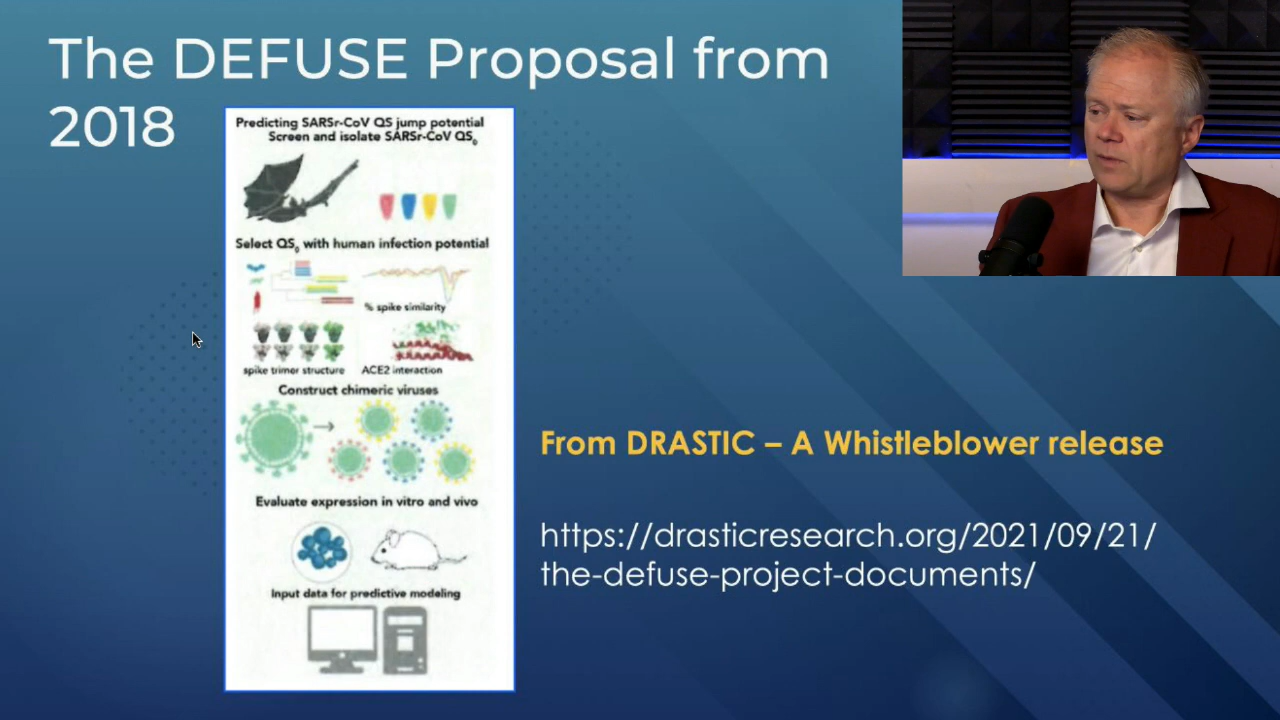 The DEFUSE Proposal from
2018
Predicting SARSr-CoV QS jump potential
Screen and isolate SARSr-CoV QS₀
Select QS₀ with human infection potential
% spike similarity
spike trimer structure
ACE2 interaction
Construct chimeric viruses
Evaluate expression in vitro and vivo
Input data for predictive modeling
From DRASTIC – A Whistleblower release
https://drasticresearch.org/2021/09/21/
the-defuse-project-documents/